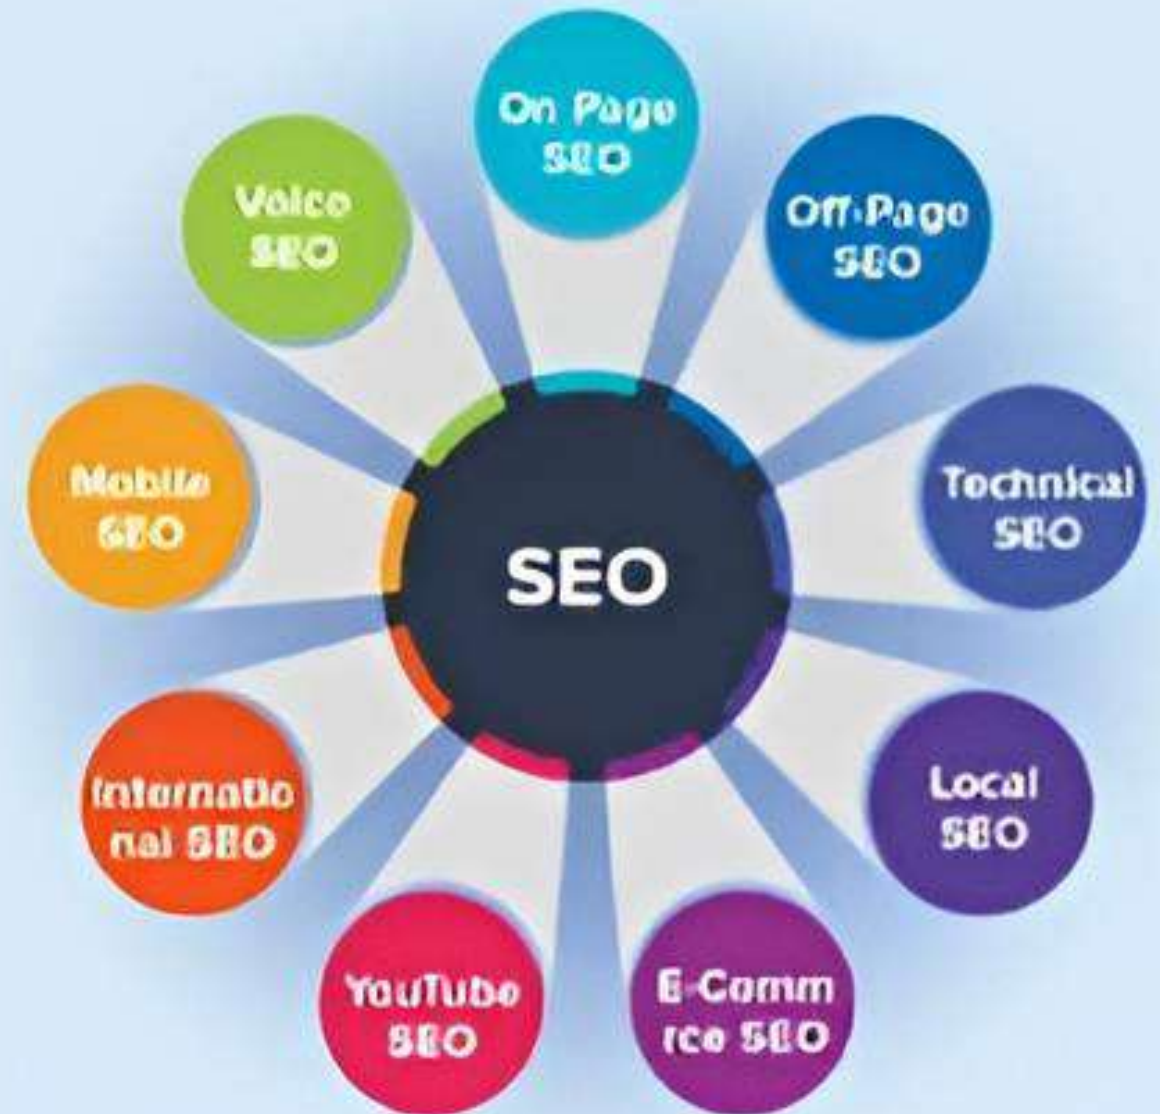 On Page
SEO
Off-Page
SEO
Technical
SEO
Local
SEO
E-Comm
rce SEO
YouTube
SEO
Internatio
nal SEO
Mobile
SEO
Voice
SEO
SEO